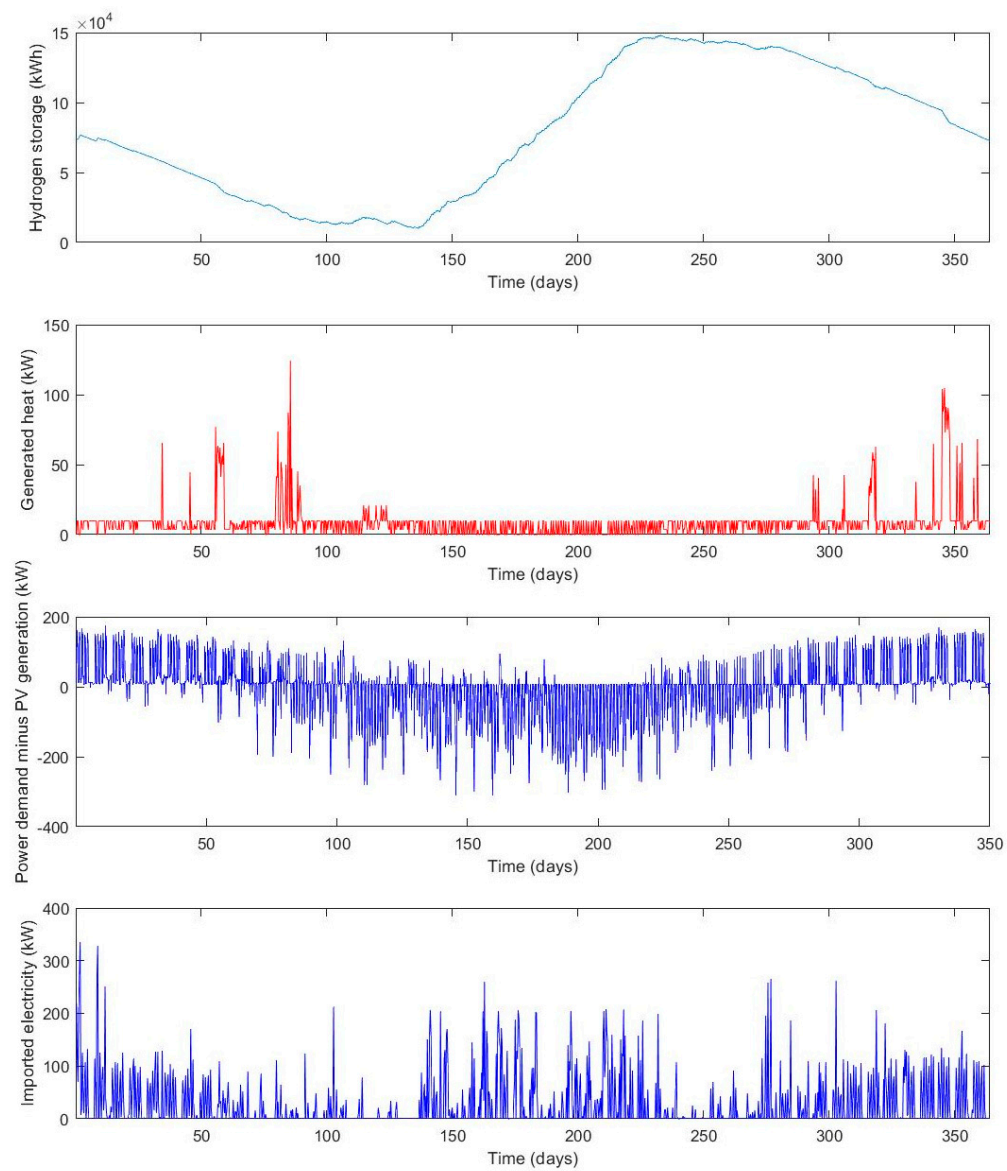 ×10⁴
15
10
5
0
Hydrogen storage (kWh)
50 100 150 200 250 300 350
Time (days)
150
100
50
0
Generated heat (kW)
50 100 150 200 250 300 350
Time (days)
200
0
-200
-400
Power demand minus PV generation (kW)
50 100 150 200 250 300 350
Time (days)
400
300
200
100
0
Imported electricity (kW)
50 100 150 200 250 300 350
Time (days)